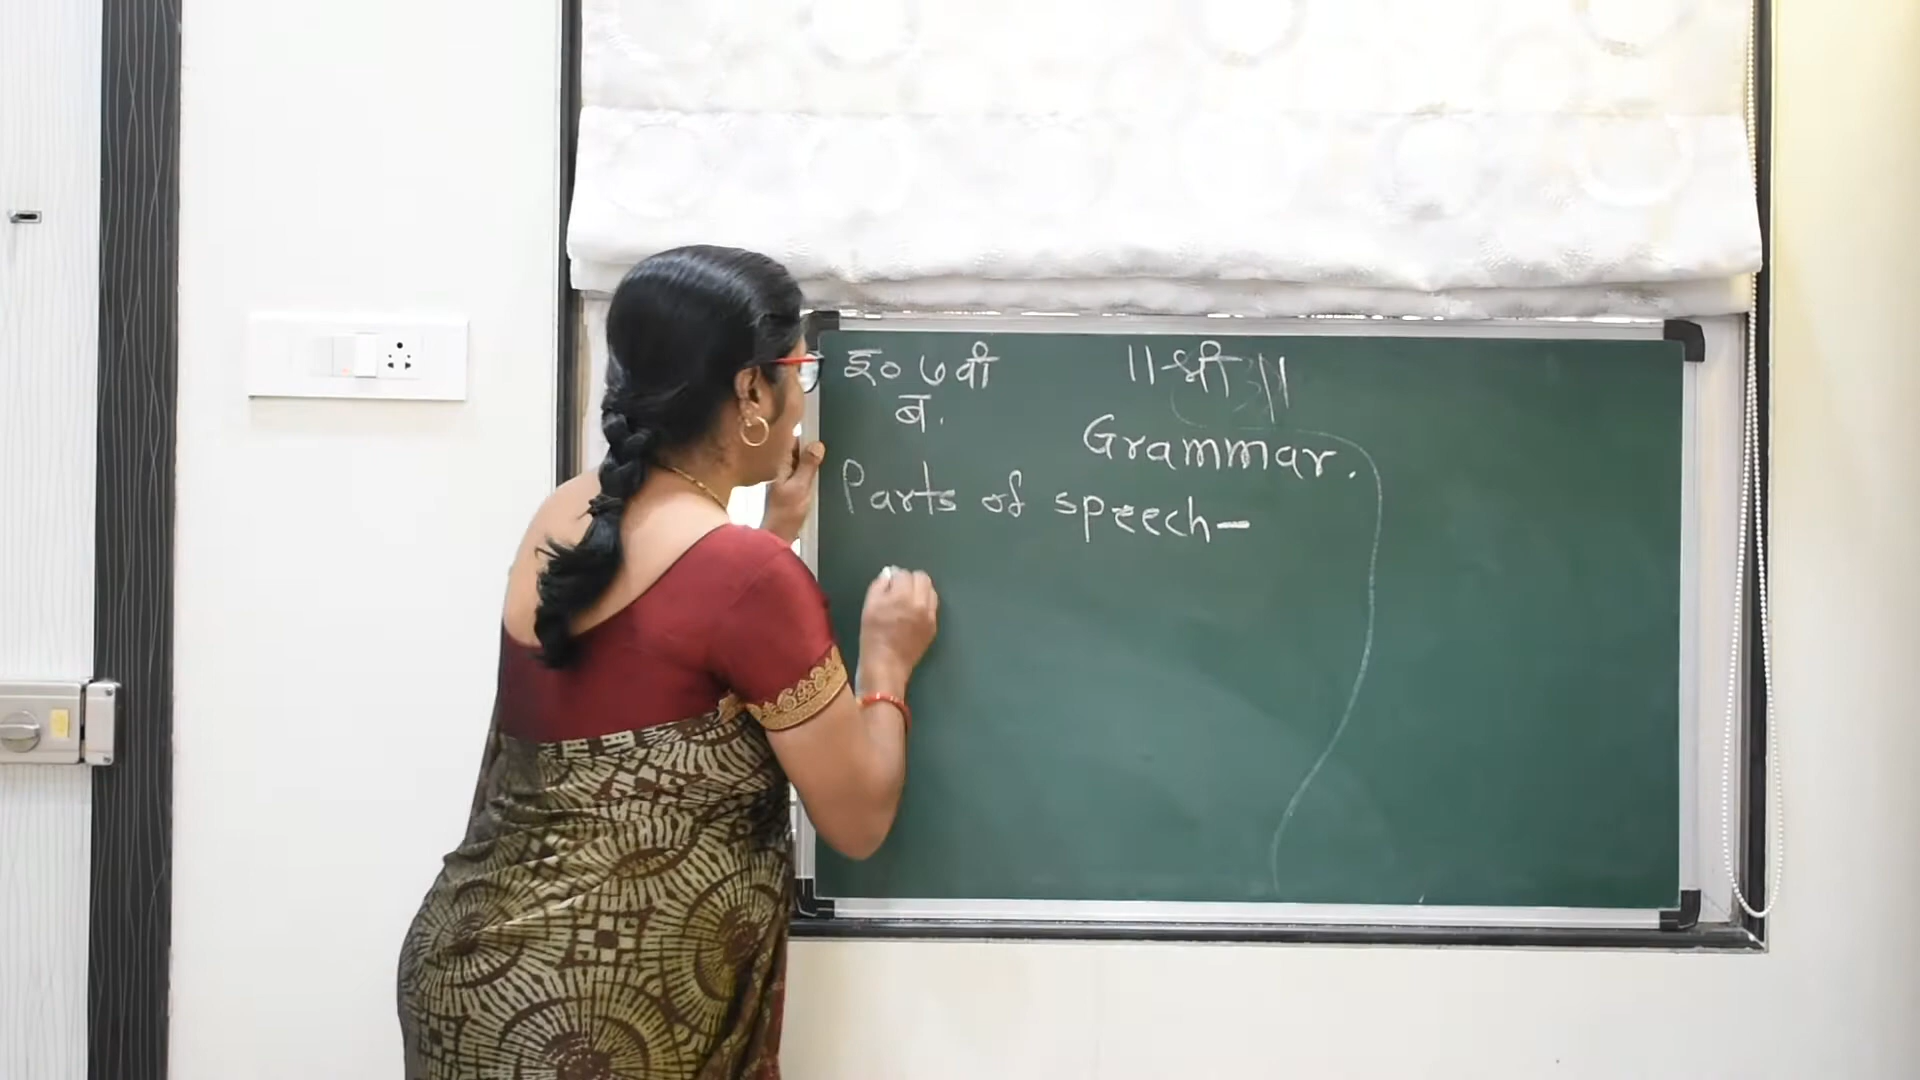 इ० ७वी ॥श्री॥
ब.
Grammar.
Parts of speech-